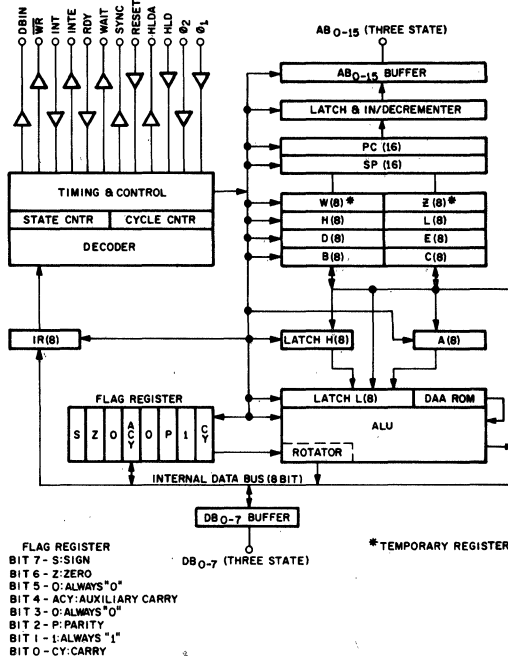 DBIN
WR
INT
INTE
RDY
WAIT
SYNC
RESET
HLDA
HLD
Ø2
Ø1
AB0-15 (THREE STATE)
AB0-15 BUFFER
LATCH & IN/DECREMENTER
PC (16)
SP (16)
W(8)* Z(8)*
H(8) L(8)
D(8) E(8)
B(8) C(8)
TIMING & CONTROL
STATE CNTR CYCLE CNTR
DECODER
IR(8)
LATCH H(8)
A(8)
FLAG REGISTER
S Z 0 ACY 0 P 1 CY
LATCH L(8) DAA ROM
ALU
ROTATOR
INTERNAL DATA BUS (8 BIT)
DB0-7 BUFFER
DB0-7 (THREE STATE)
*TEMPORARY REGISTER
FLAG REGISTER
BIT 7 - S:SIGN
BIT 6 - Z:ZERO
BIT 5 - 0:ALWAYS "0"
BIT 4 - ACY:AUXILIARY CARRY
BIT 3 - 0:ALWAYS "0"
BIT 2 - P:PARITY
BIT 1 - 1:ALWAYS "1"
BIT 0 - CY:CARRY